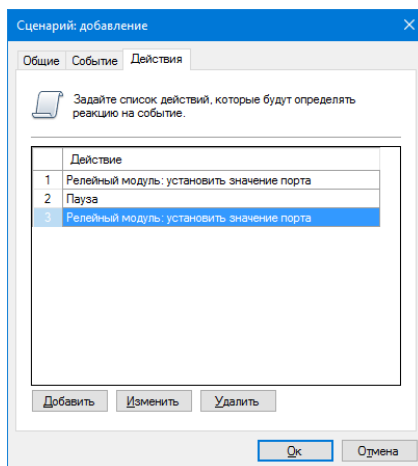 Сценарий: добавление
Общие Событие Действия
Задайте список действий, которые будут определять
реакцию на событие.
Действие
1 Релейный модуль: установить значение порта
2 Пауза
3 Релейный модуль: установить значение порта
Добавить Изменить Удалить
Ок Отмена